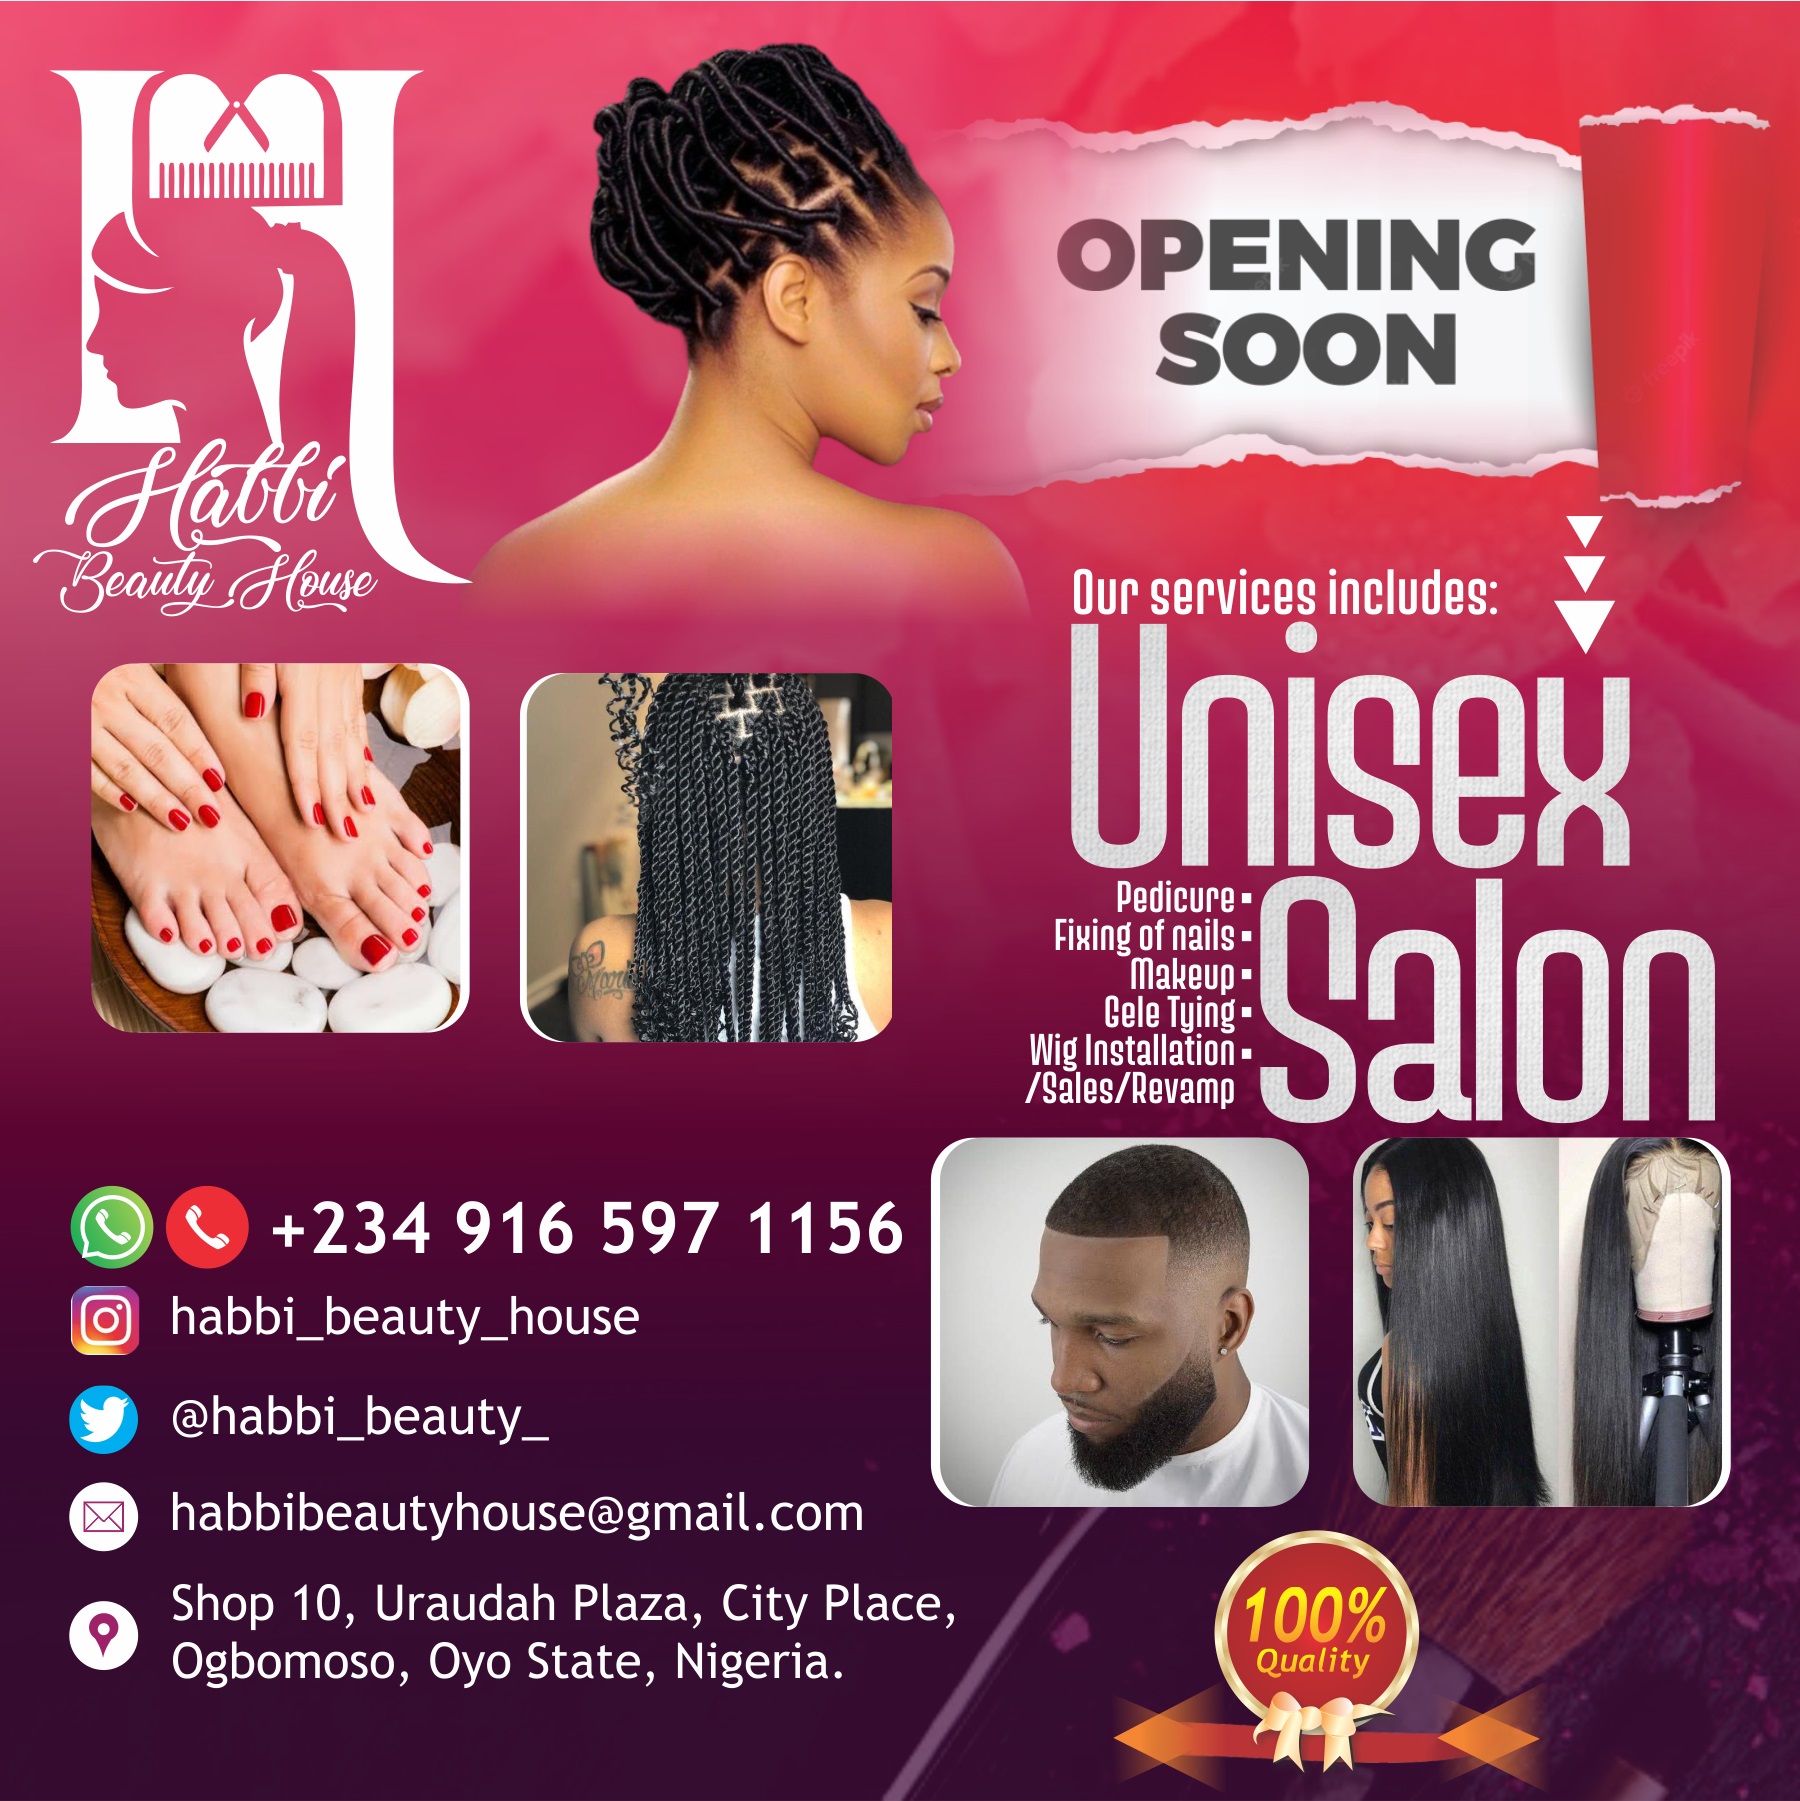 Habbi
Beauty House
OPENING
SOON
Our services includes:
Unisex
Salon
Pedicure
Fixing of nails
Makeup
Gele Tying
Wig Installation
/Sales/Revamp
+234 916 597 1156
habbi_beauty_house
@habbi_beauty_
habbibeautyhouse@gmail.com
Shop 10, Uraudah Plaza, City Place,
Ogbomoso, Oyo State, Nigeria.
100%
Quality
freepik